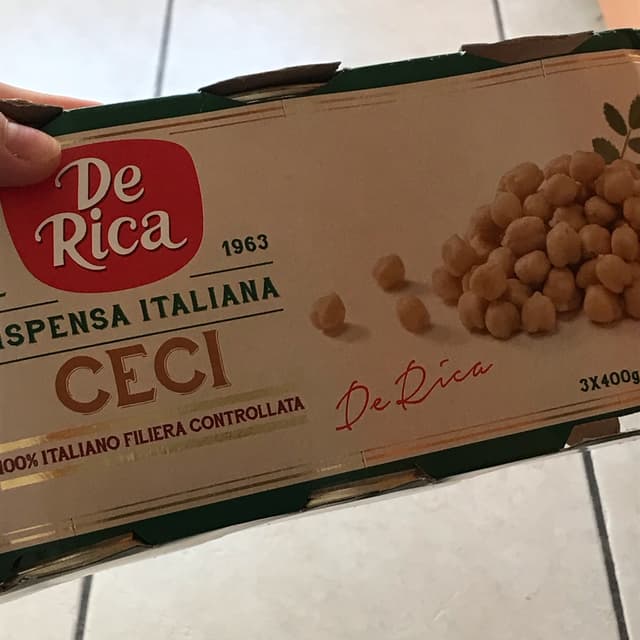 De
Rica
1963
ISPENSA ITALIANA
CECI
100% ITALIANO FILIERA CONTROLLATA
De Rica
3X400g